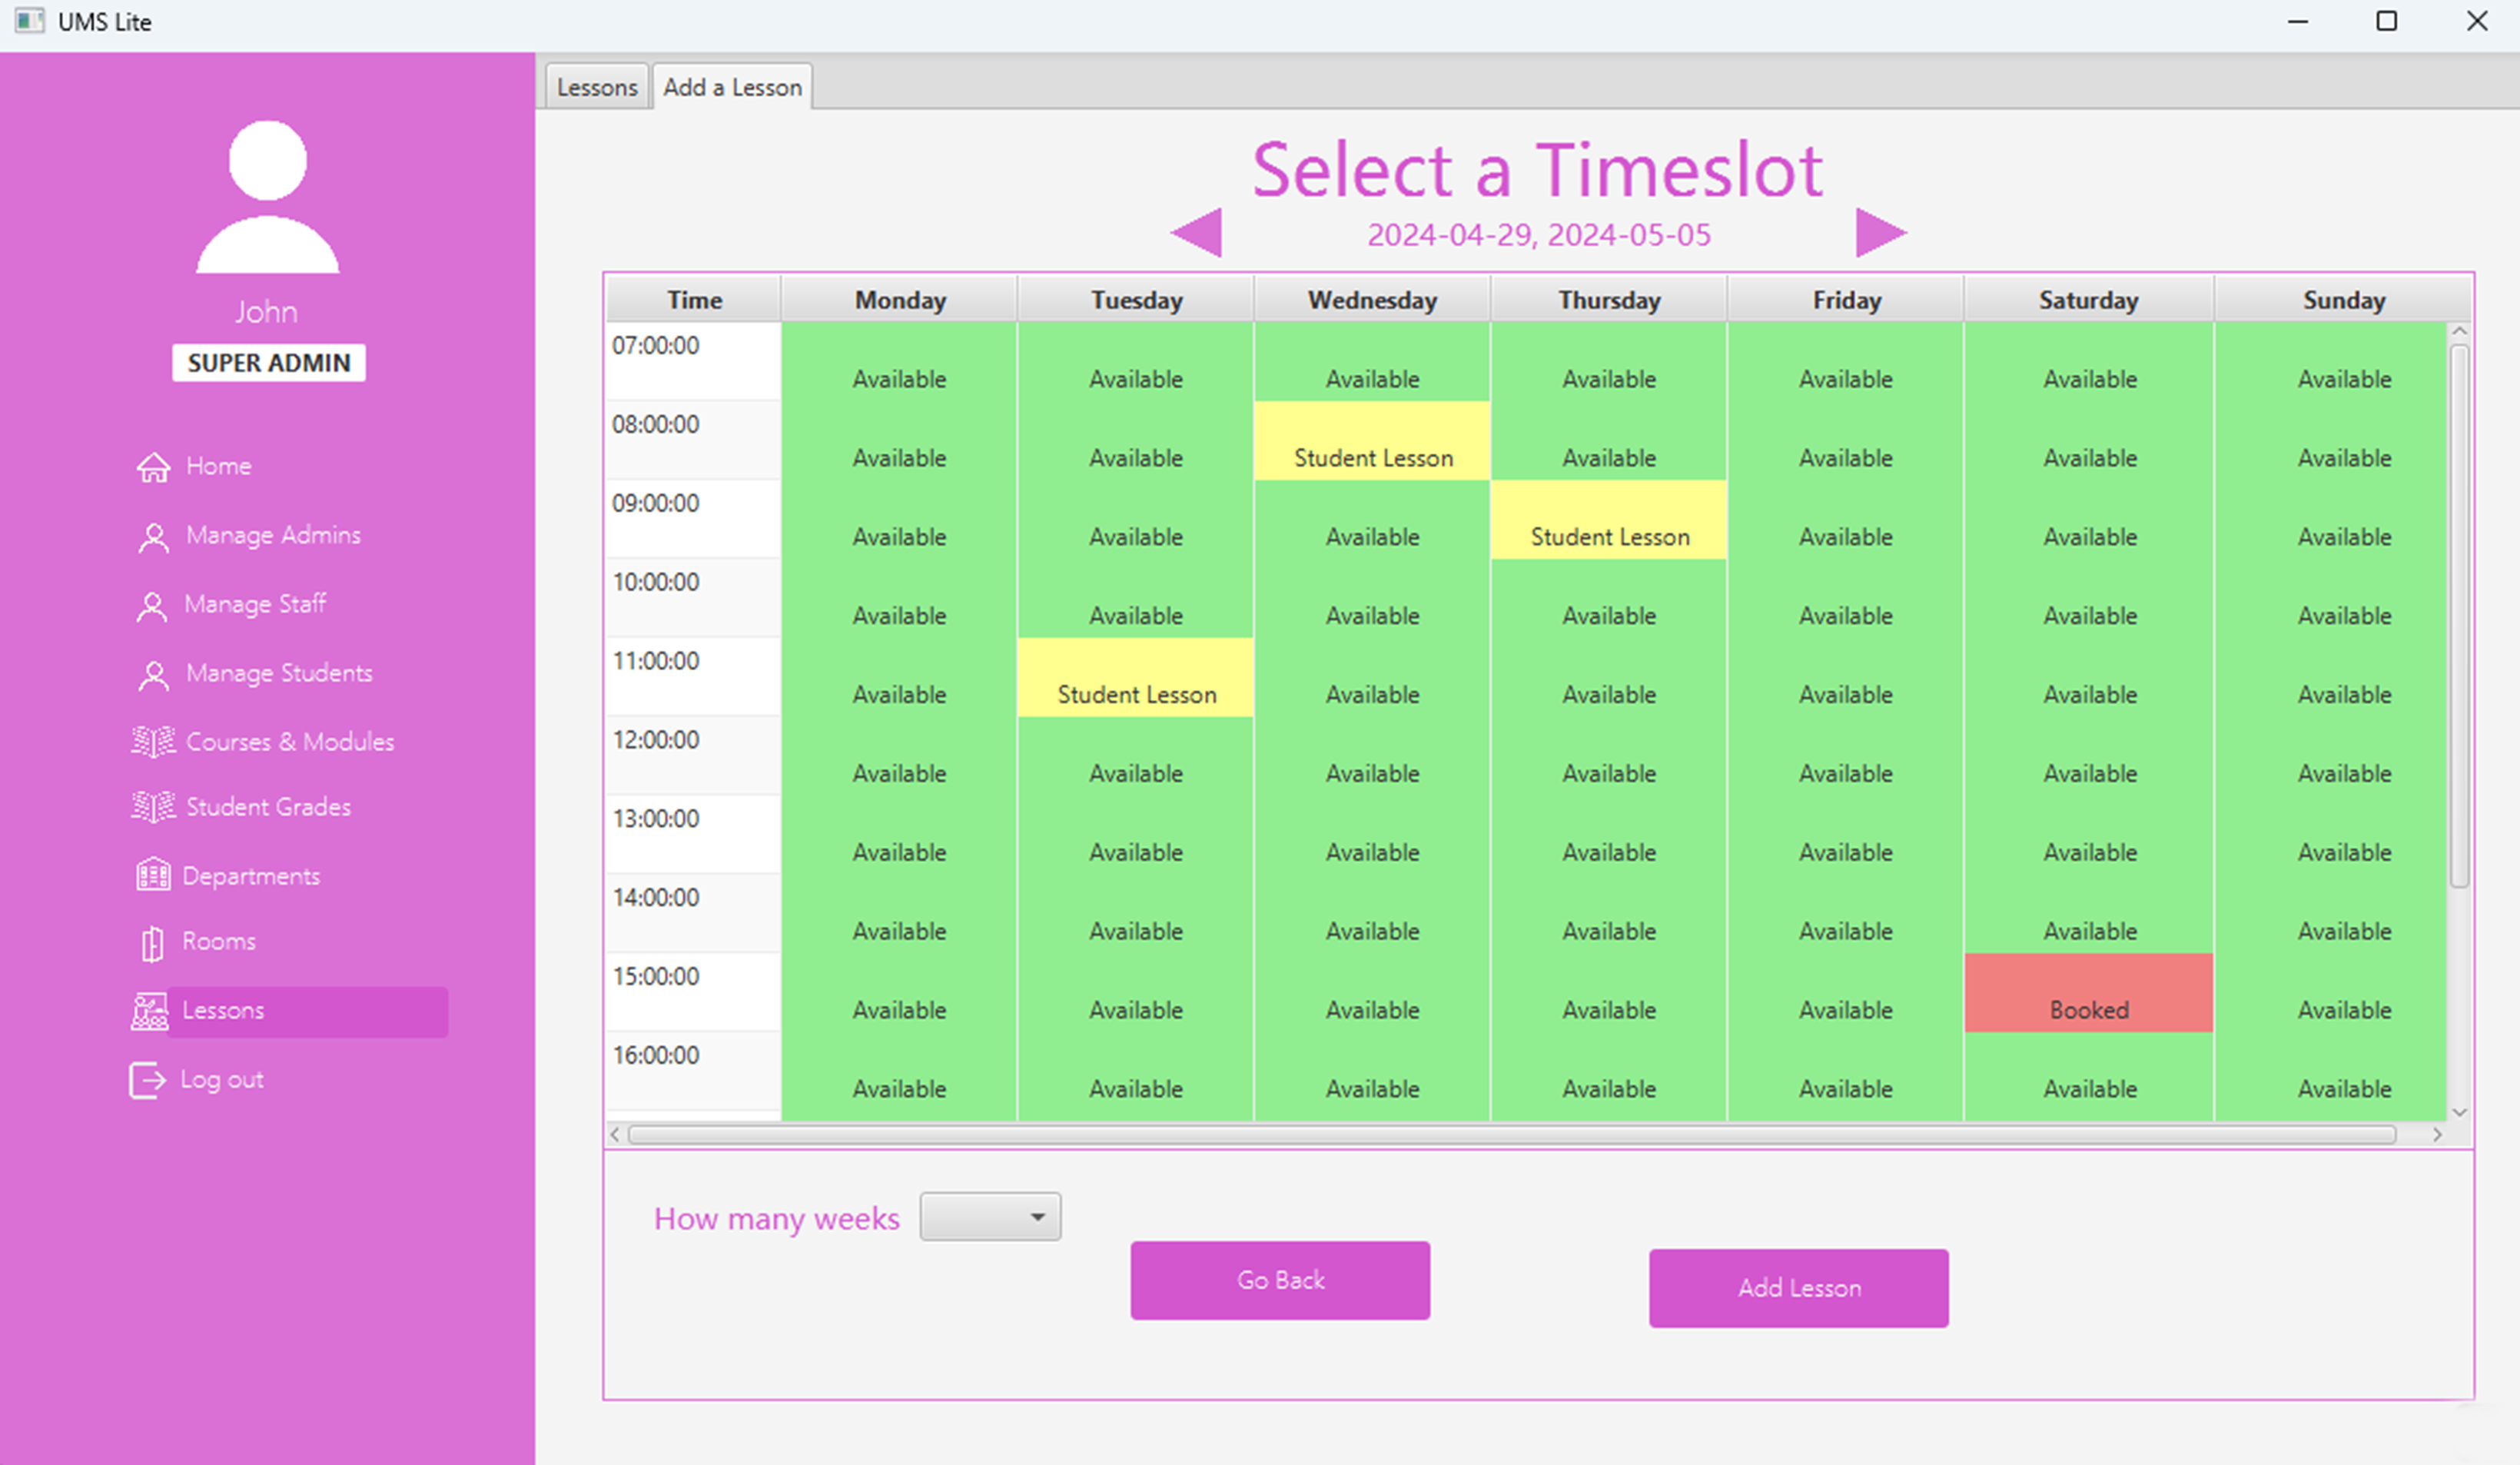 UMS Lite
John
SUPER ADMIN
Home
Manage Admins
Manage Staff
Manage Students
Courses & Modules
Student Grades
Departments
Rooms
Lessons
Log out
Lessons Add a Lesson
Select a Timeslot
2024-04-29, 2024-05-05
Time Monday Tuesday Wednesday Thursday Friday Saturday Sunday
07:00:00 Available Available Available Available Available Available Available
08:00:00 Available Available Student Lesson Available Available Available Available
09:00:00 Available Available Available Student Lesson Available Available Available
10:00:00 Available Available Available Available Available Available Available
11:00:00 Available Student Lesson Available Available Available Available Available
12:00:00 Available Available Available Available Available Available Available
13:00:00 Available Available Available Available Available Available Available
14:00:00 Available Available Available Available Available Available Available
15:00:00 Available Available Available Available Available Booked Available
16:00:00 Available Available Available Available Available Available Available
How many weeks
Go Back
Add Lesson